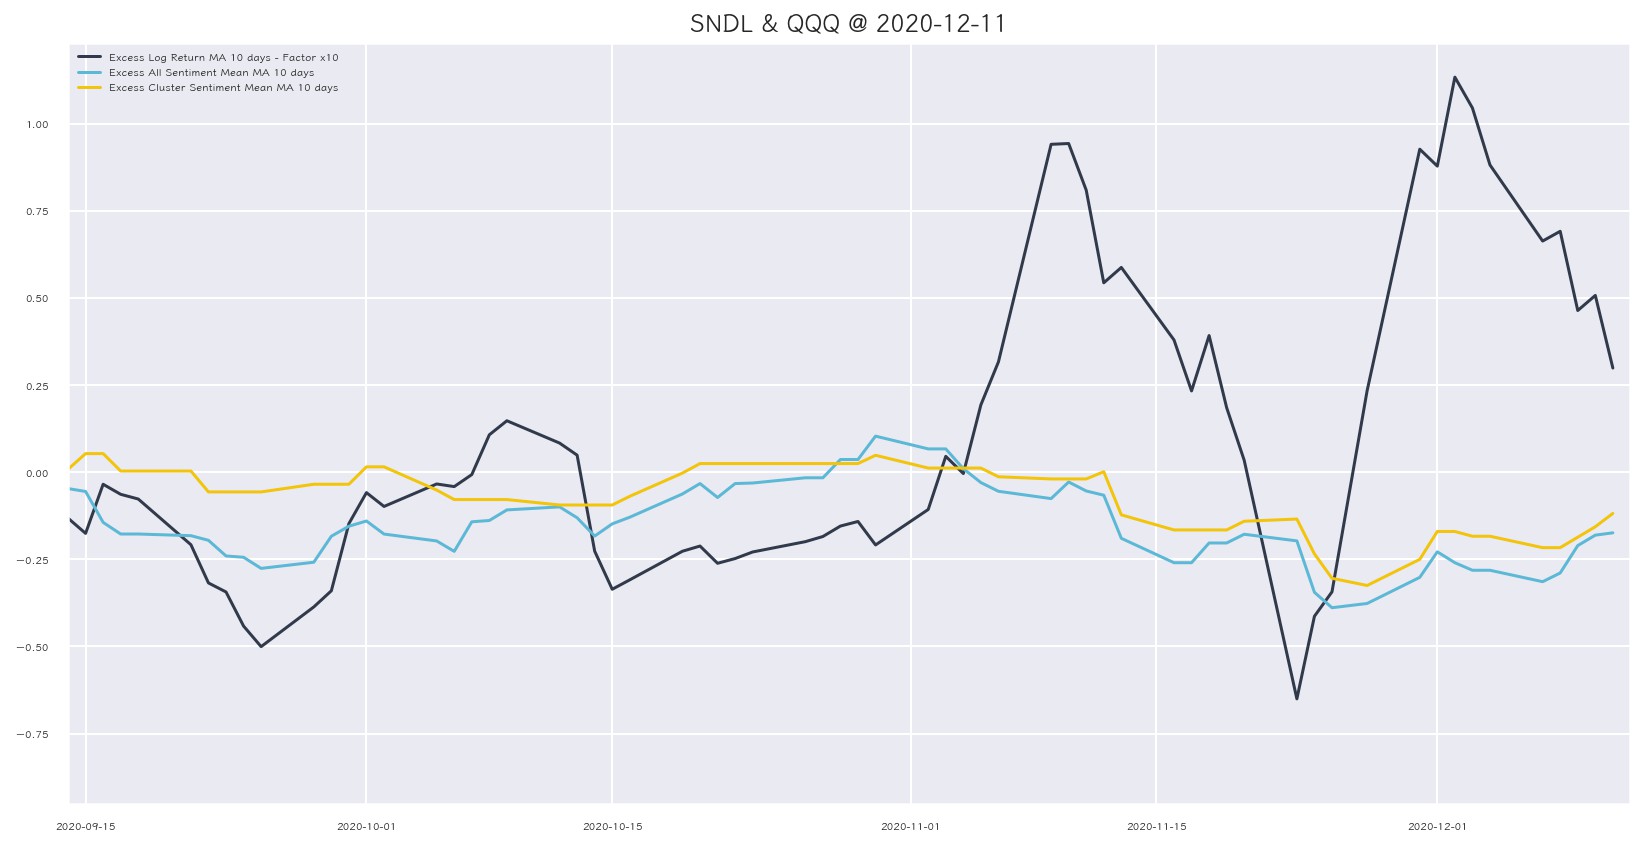 SNDL & QQQ @ 2020-12-11
Excess Log Return MA 10 days - Factor x10
Excess All Sentiment Mean MA 10 days
Excess Cluster Sentiment Mean MA 10 days
1.00
0.75
0.50
0.25
0.00
−0.25
−0.50
−0.75
2020-09-15 2020-10-01 2020-10-15 2020-11-01 2020-11-15 2020-12-01